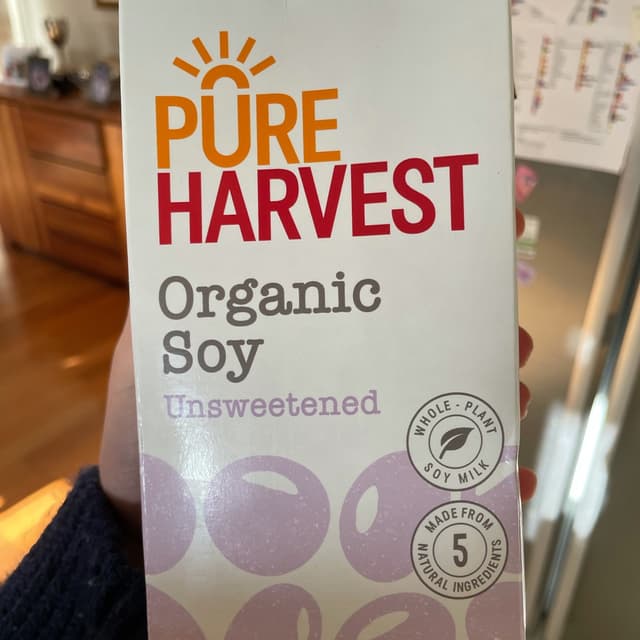 PURE
HARVEST
Organic
Soy
Unsweetened
WHOLE-PLANT
SOY MILK
MADE FROM
5
NATURAL INGREDIENTS